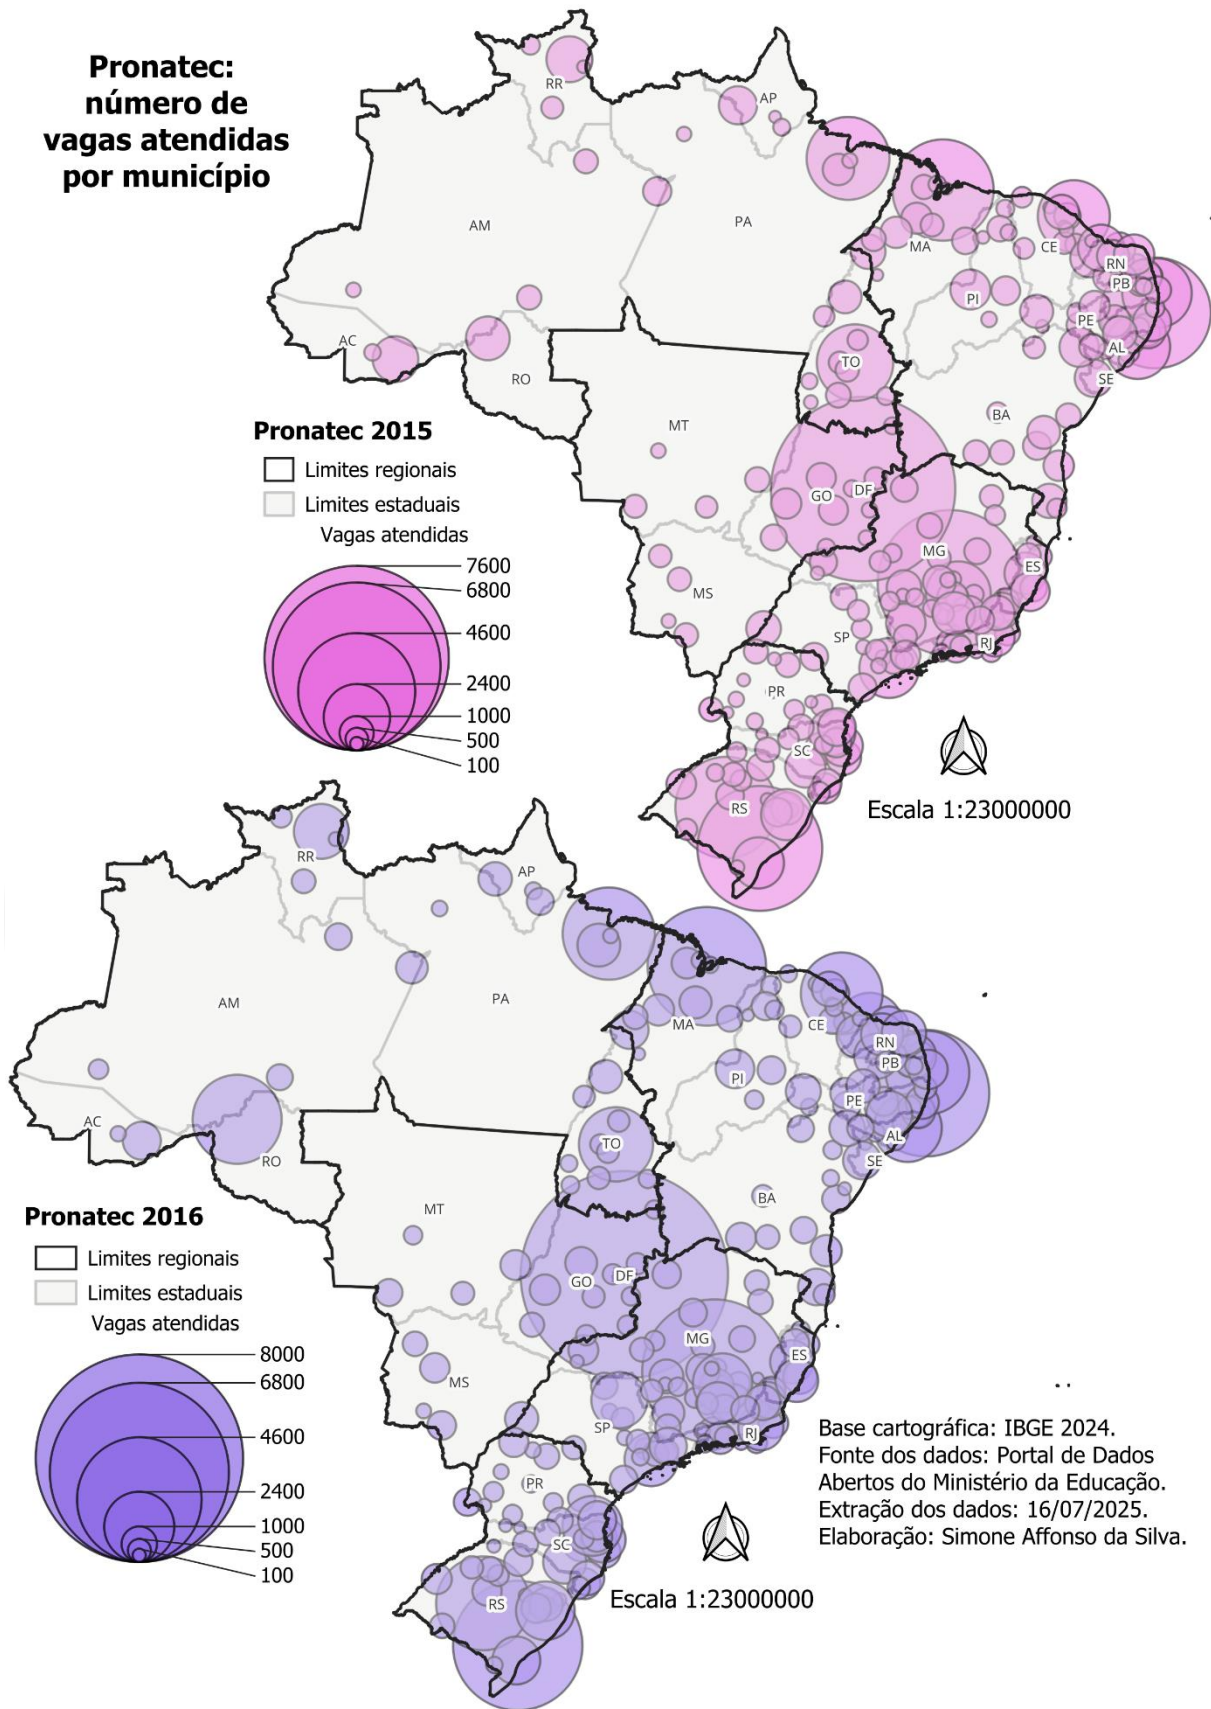 Pronatec:
número de
vagas atendidas
por município
RR
AP
AM
PA
MA
CE
RN
PB
PI
PE
AL
SE
AC
RO
TO
BA
MT
GO
DF
MG
ES
MS
SP
RJ
PR
SC
RS
Pronatec 2015
Limites regionais
Limites estaduais
Vagas atendidas
7600
6800
4600
2400
1000
500
100
Escala 1:23000000
RR
AP
AM
PA
MA
CE
RN
PB
PI
PE
AL
SE
AC
RO
TO
BA
MT
GO
DF
MG
ES
MS
SP
RJ
PR
SC
RS
Pronatec 2016
Limites regionais
Limites estaduais
Vagas atendidas
8000
6800
4600
2400
1000
500
100
Escala 1:23000000
Base cartográfica: IBGE 2024.
Fonte dos dados: Portal de Dados
Abertos do Ministério da Educação.
Extração dos dados: 16/07/2025.
Elaboração: Simone Affonso da Silva.